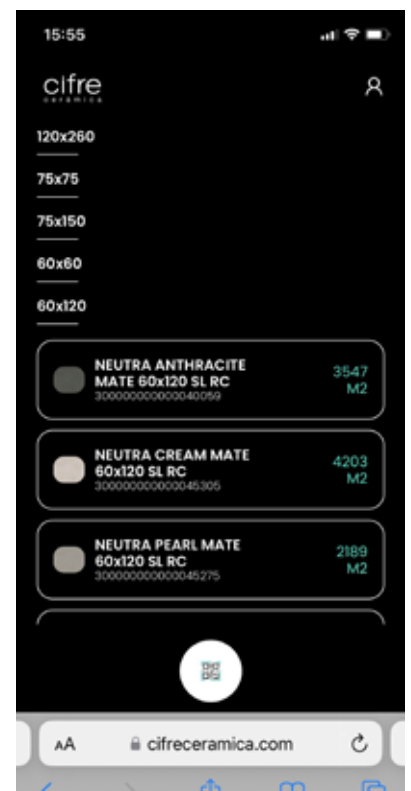 15:55
cifre
cerámica
120x260
75x75
75x150
60x60
60x120
NEUTRA ANTHRACITE
MATE 60x120 SL RC
300000000000040059
3547
M2
NEUTRA CREAM MATE
60x120 SL RC
300000000000045305
4203
M2
NEUTRA PEARL MATE
60x120 SL RC
300000000000045275
2189
M2
AA
cifreceramica.com